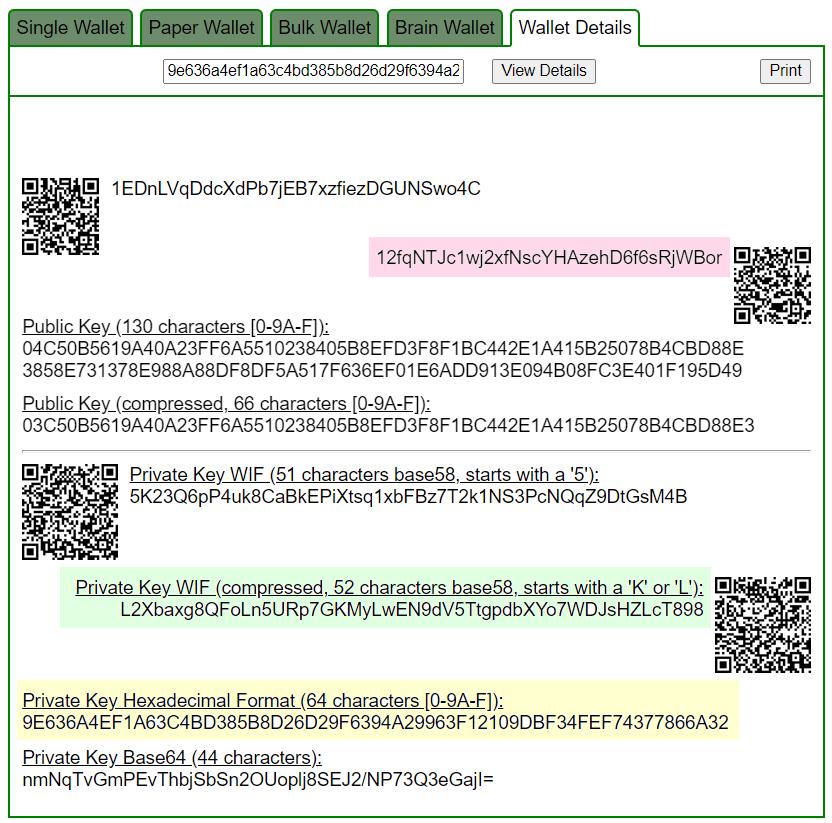 Single Wallet
Paper Wallet
Bulk Wallet
Brain Wallet
Wallet Details
9e636a4ef1a63c4bd385b8d26d29f6394a2
View Details
Print
1EDnLVqDdcXdPb7jEB7xzfiezDGUNSwo4C
12fqNTJc1wj2xfNscYHAzehD6f6sRjWBor
Public Key (130 characters [0-9A-F]):
04C50B5619A40A23FF6A5510238405B8EFD3F8F1BC442E1A415B25078B4CBD88E
3858E731378E988A88DF8DF5A517F636EF01E6ADD913E094B08FC3E401F195D49
Public Key (compressed, 66 characters [0-9A-F]):
03C50B5619A40A23FF6A5510238405B8EFD3F8F1BC442E1A415B25078B4CBD88E3
Private Key WIF (51 characters base58, starts with a '5'):
5K23Q6pP4uk8CaBkEPiXtsq1xbFBz7T2k1NS3PcNQqZ9DtGsM4B
Private Key WIF (compressed, 52 characters base58, starts with a 'K' or 'L'):
L2Xbaxg8QFoLn5URp7GKMyLwEN9dV5TtgpdbXYo7WDJsHZLcT898
Private Key Hexadecimal Format (64 characters [0-9A-F]):
9E636A4EF1A63C4BD385B8D26D29F6394A29963F12109DBF34FEF74377866A32
Private Key Base64 (44 characters):
nmNqTvGmPEvThbjSbSn2OUoplj8SEJ2/NP73Q3eGajI=